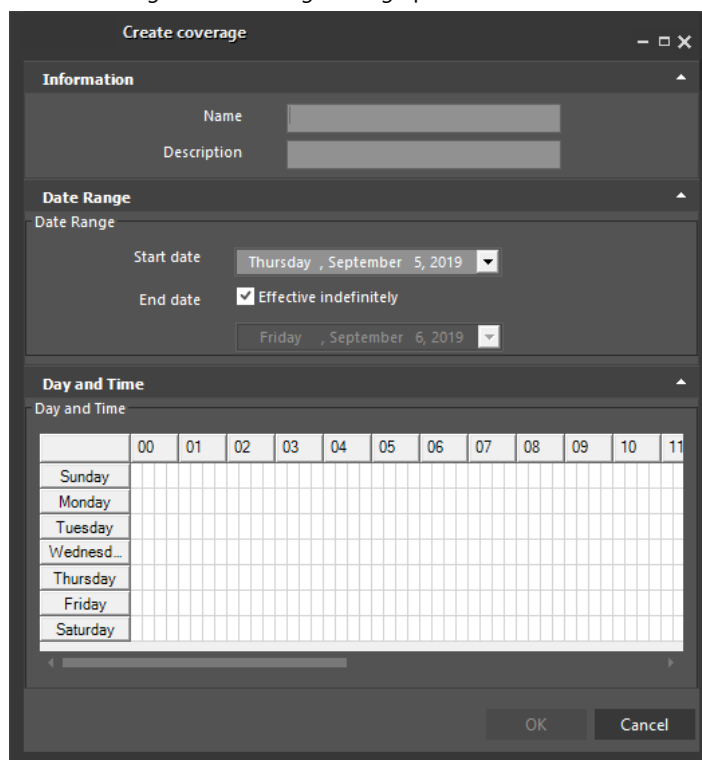 Create coverage
Information
Name
Description
Date Range
Date Range
Start date Thursday , September 5, 2019
End date Effective indefinitely
Friday , September 6, 2019
Day and Time
Day and Time
00 01 02 03 04 05 06 07 08 09 10 11
Sunday
Monday
Tuesday
Wednesd...
Thursday
Friday
Saturday
OK Cancel